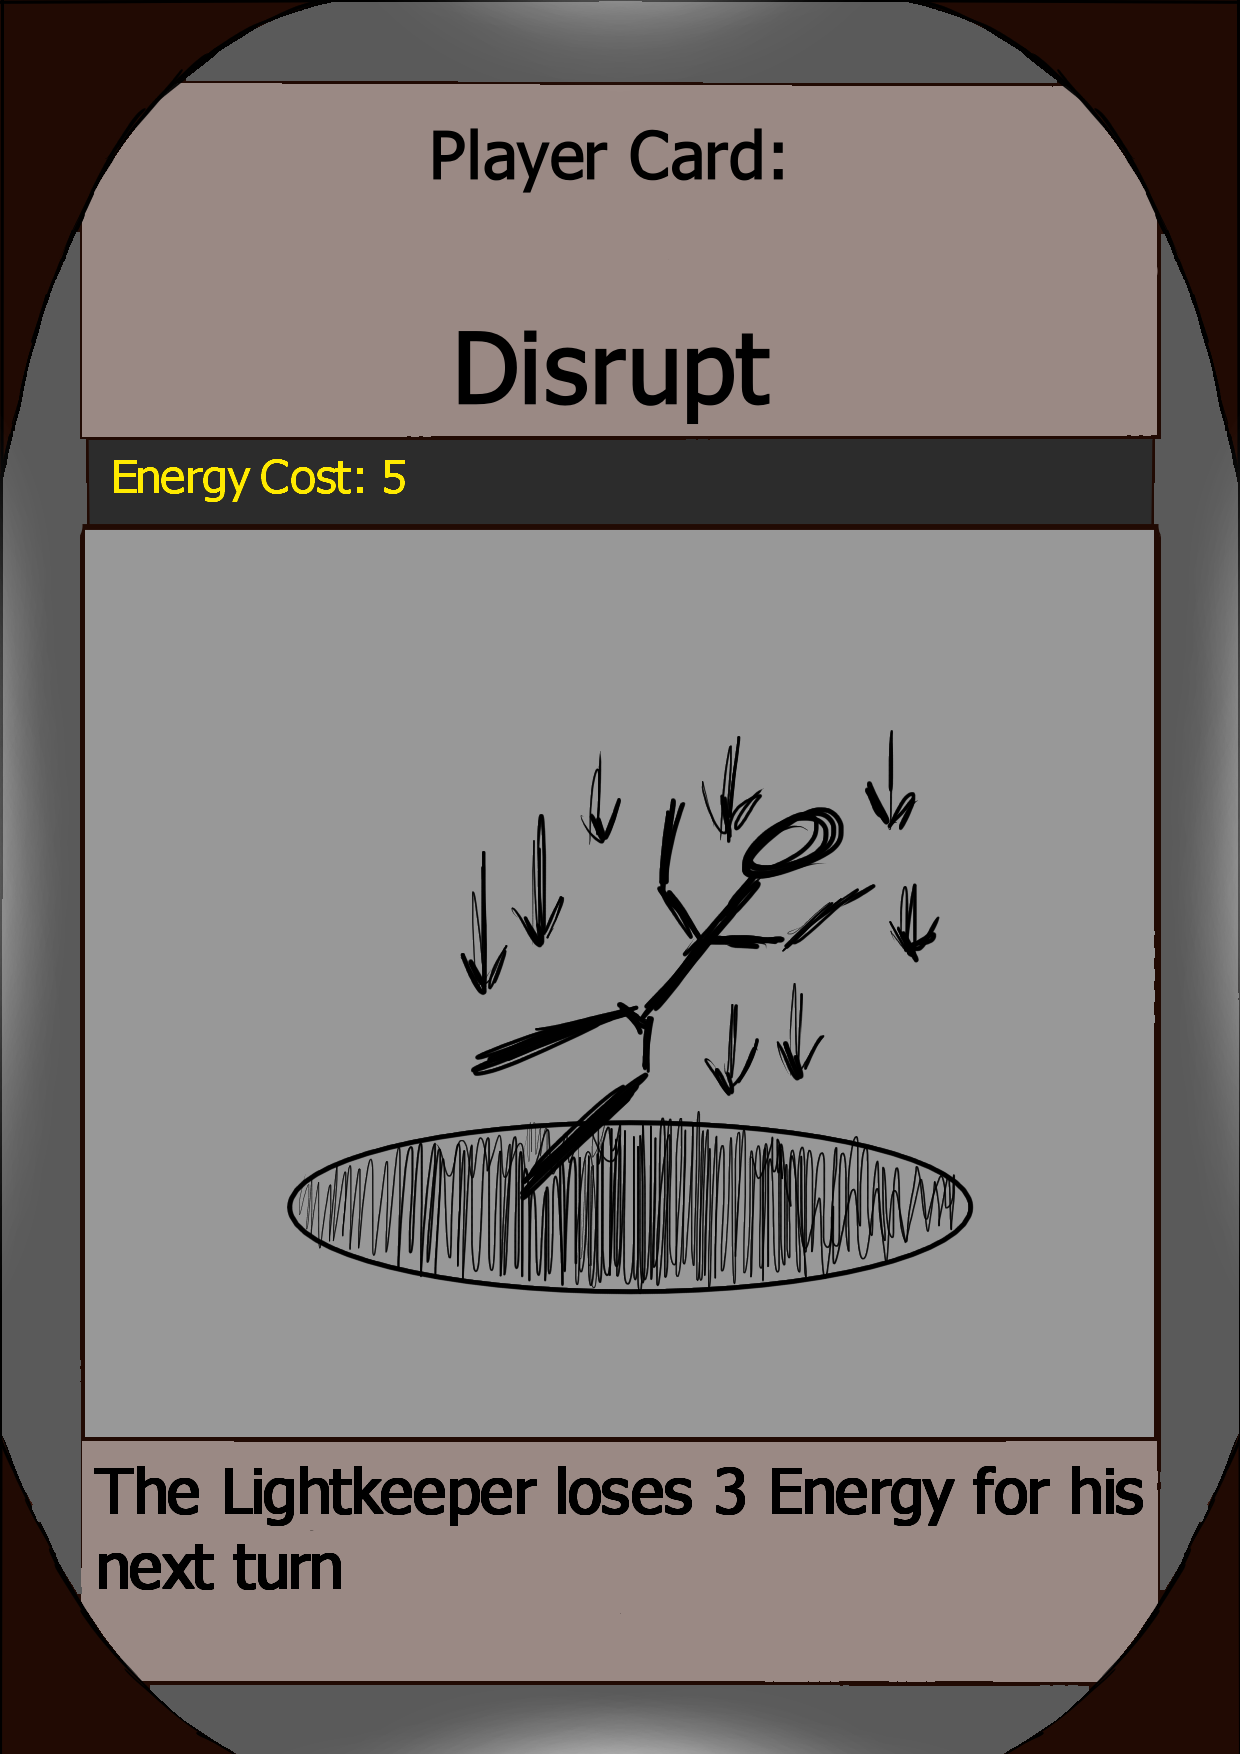 Player Card:
Disrupt
Energy Cost: 5
The Lightkeeper loses 3 Energy for his
next turn